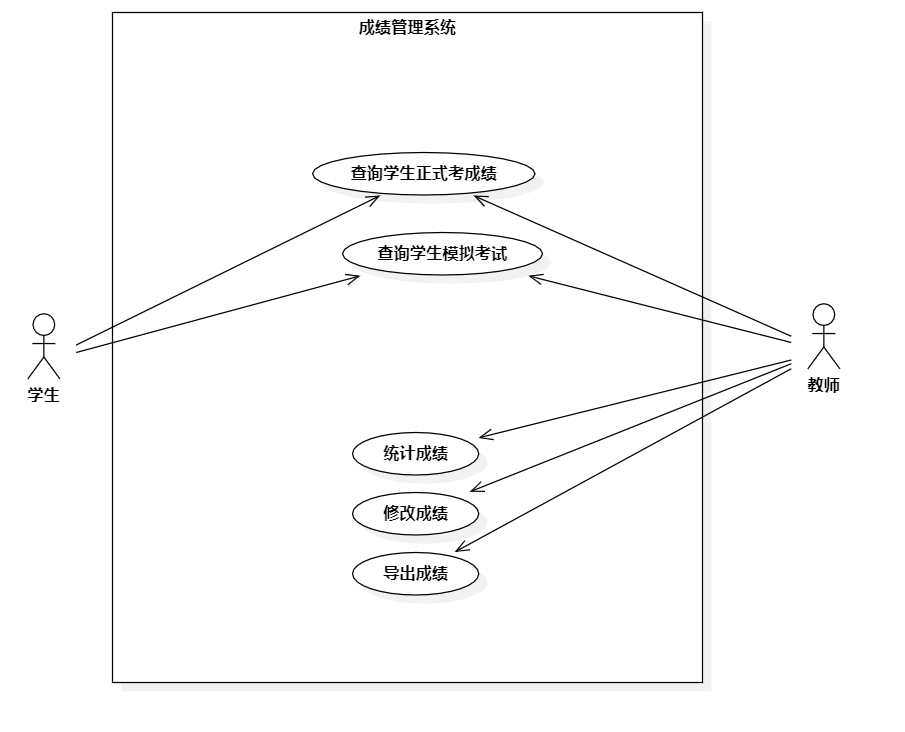 成绩管理系统
查询学生正式考成绩
查询学生模拟考试
学生
教师
统计成绩
修改成绩
导出成绩